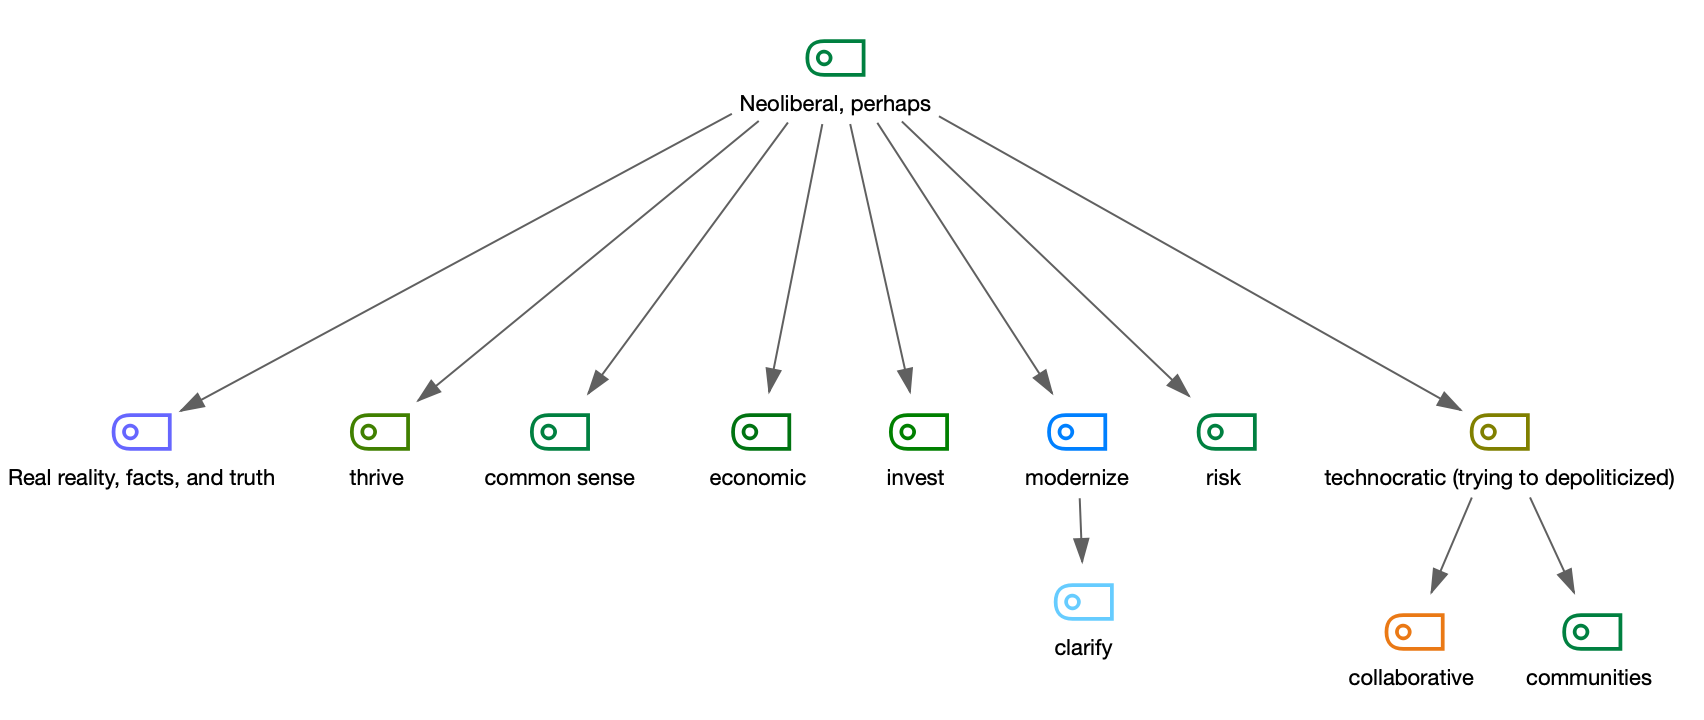 Neoliberal, perhaps
Real reality, facts, and truth
thrive
common sense
economic
invest
modernize
risk
technocratic (trying to depoliticized)
clarify
collaborative
communities